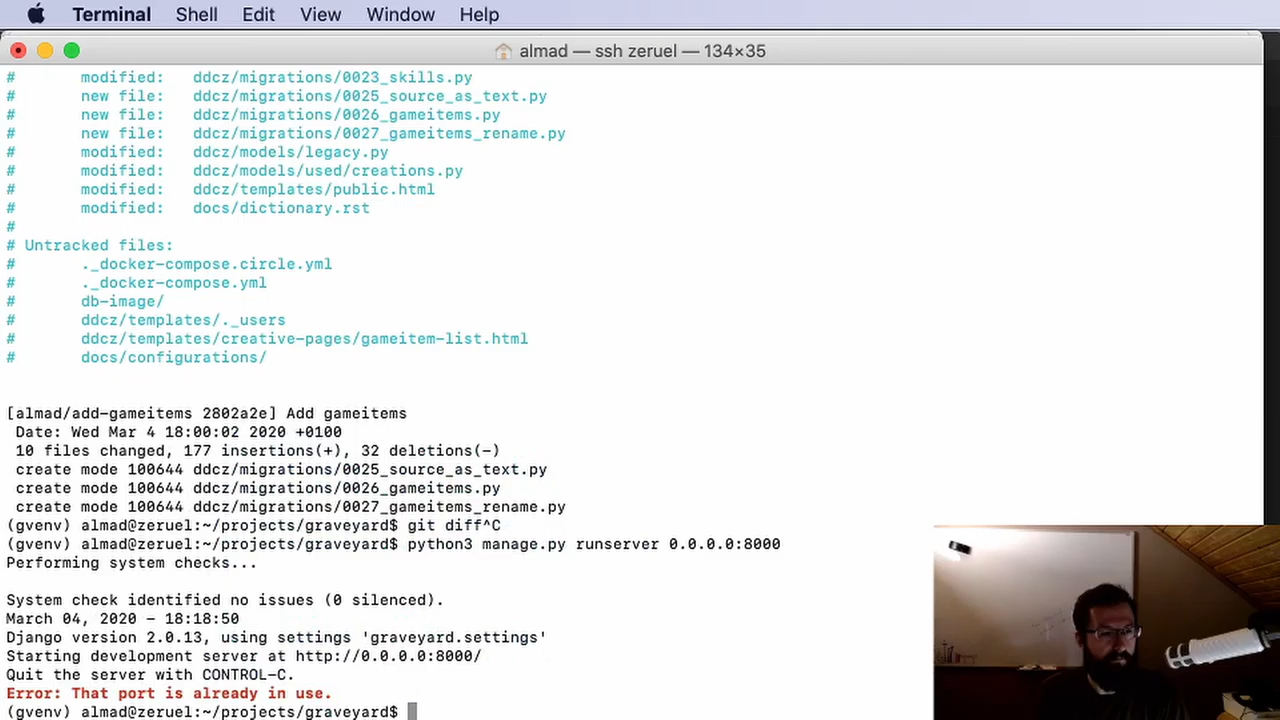 Terminal Shell Edit View Window Help
almad — ssh zeruel — 134×35
# modified: ddcz/migrations/0023_skills.py
# new file: ddcz/migrations/0025_source_as_text.py
# new file: ddcz/migrations/0026_gameitems.py
# new file: ddcz/migrations/0027_gameitems_rename.py
# modified: ddcz/models/legacy.py
# modified: ddcz/models/used/creations.py
# modified: ddcz/templates/public.html
# modified: docs/dictionary.rst
#
# Untracked files:
# ._docker-compose.circle.yml
# ._docker-compose.yml
# db-image/
# ddcz/templates/._users
# ddcz/templates/creative-pages/gameitem-list.html
# docs/configurations/
[almad/add-gameitems 2802a2e] Add gameitems
Date: Wed Mar 4 18:00:02 2020 +0100
10 files changed, 177 insertions(+), 32 deletions(-)
create mode 100644 ddcz/migrations/0025_source_as_text.py
create mode 100644 ddcz/migrations/0026_gameitems.py
create mode 100644 ddcz/migrations/0027_gameitems_rename.py
(gvenv) almad@zeruel:~/projects/graveyard$ git diff^C
(gvenv) almad@zeruel:~/projects/graveyard$ python3 manage.py runserver 0.0.0.0:8000
Performing system checks...
System check identified no issues (0 silenced).
March 04, 2020 - 18:18:50
Django version 2.0.13, using settings 'graveyard.settings'
Starting development server at http://0.0.0.0:8000/
Quit the server with CONTROL-C.
Error: That port is already in use.
(gvenv) almad@zeruel:~/projects/graveyard$